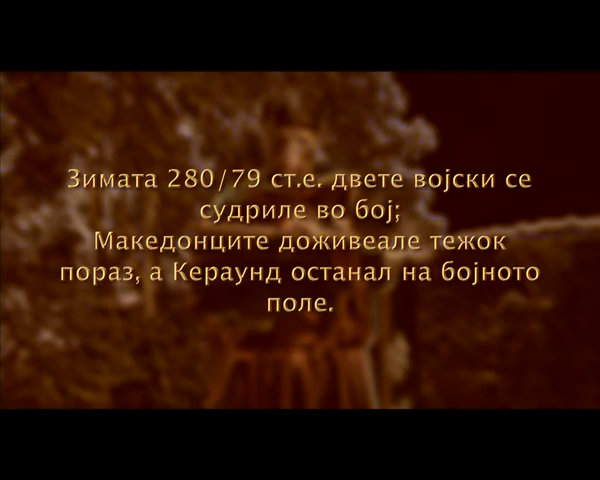 Зимата 280/79 ст.е. двете војски се
судриле во бој;
Македонците доживеале тежок
пораз, а Кераунд останал на бојното
поле.